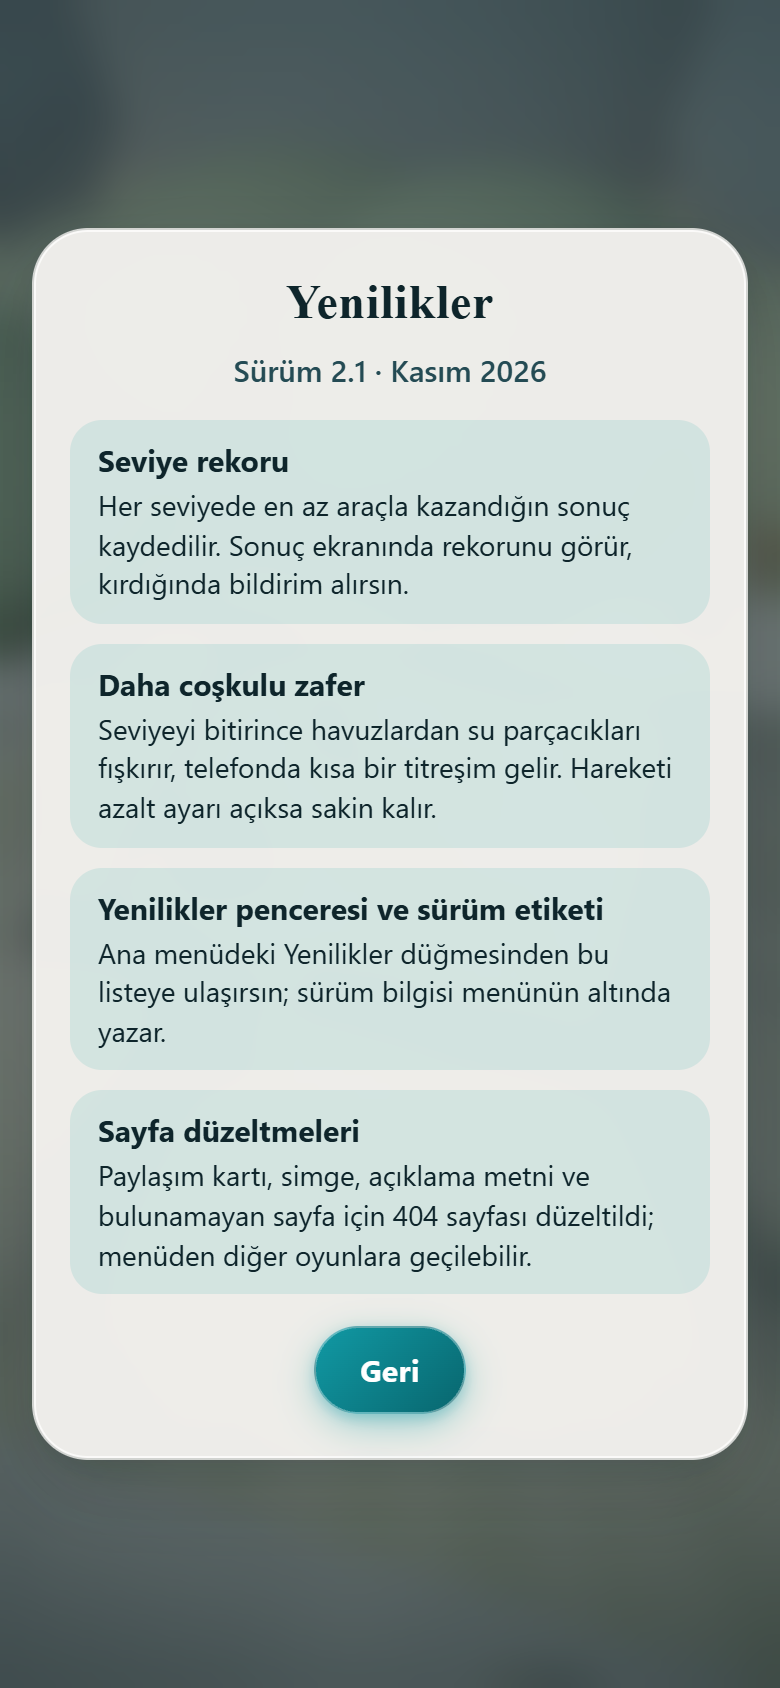 Yenilikler
Sürüm 2.1 · Kasım 2026
Seviye rekoru
Her seviyede en az araçla kazandığın sonuç
kaydedilir. Sonuç ekranında rekorunu görür,
kırdığında bildirim alırsın.
Daha coşkulu zafer
Seviyeyi bitirince havuzlardan su parçacıkları
fışkırır, telefonda kısa bir titreşim gelir. Hareketi
azalt ayarı açıksa sakin kalır.
Yenilikler penceresi ve sürüm etiketi
Ana menüdeki Yenilikler düğmesinden bu
listeye ulaşırsın; sürüm bilgisi menünün altında
yazar.
Sayfa düzeltmeleri
Paylaşım kartı, simge, açıklama metni ve
bulunamayan sayfa için 404 sayfası düzeltildi;
menüden diğer oyunlara geçilebilir.
Geri